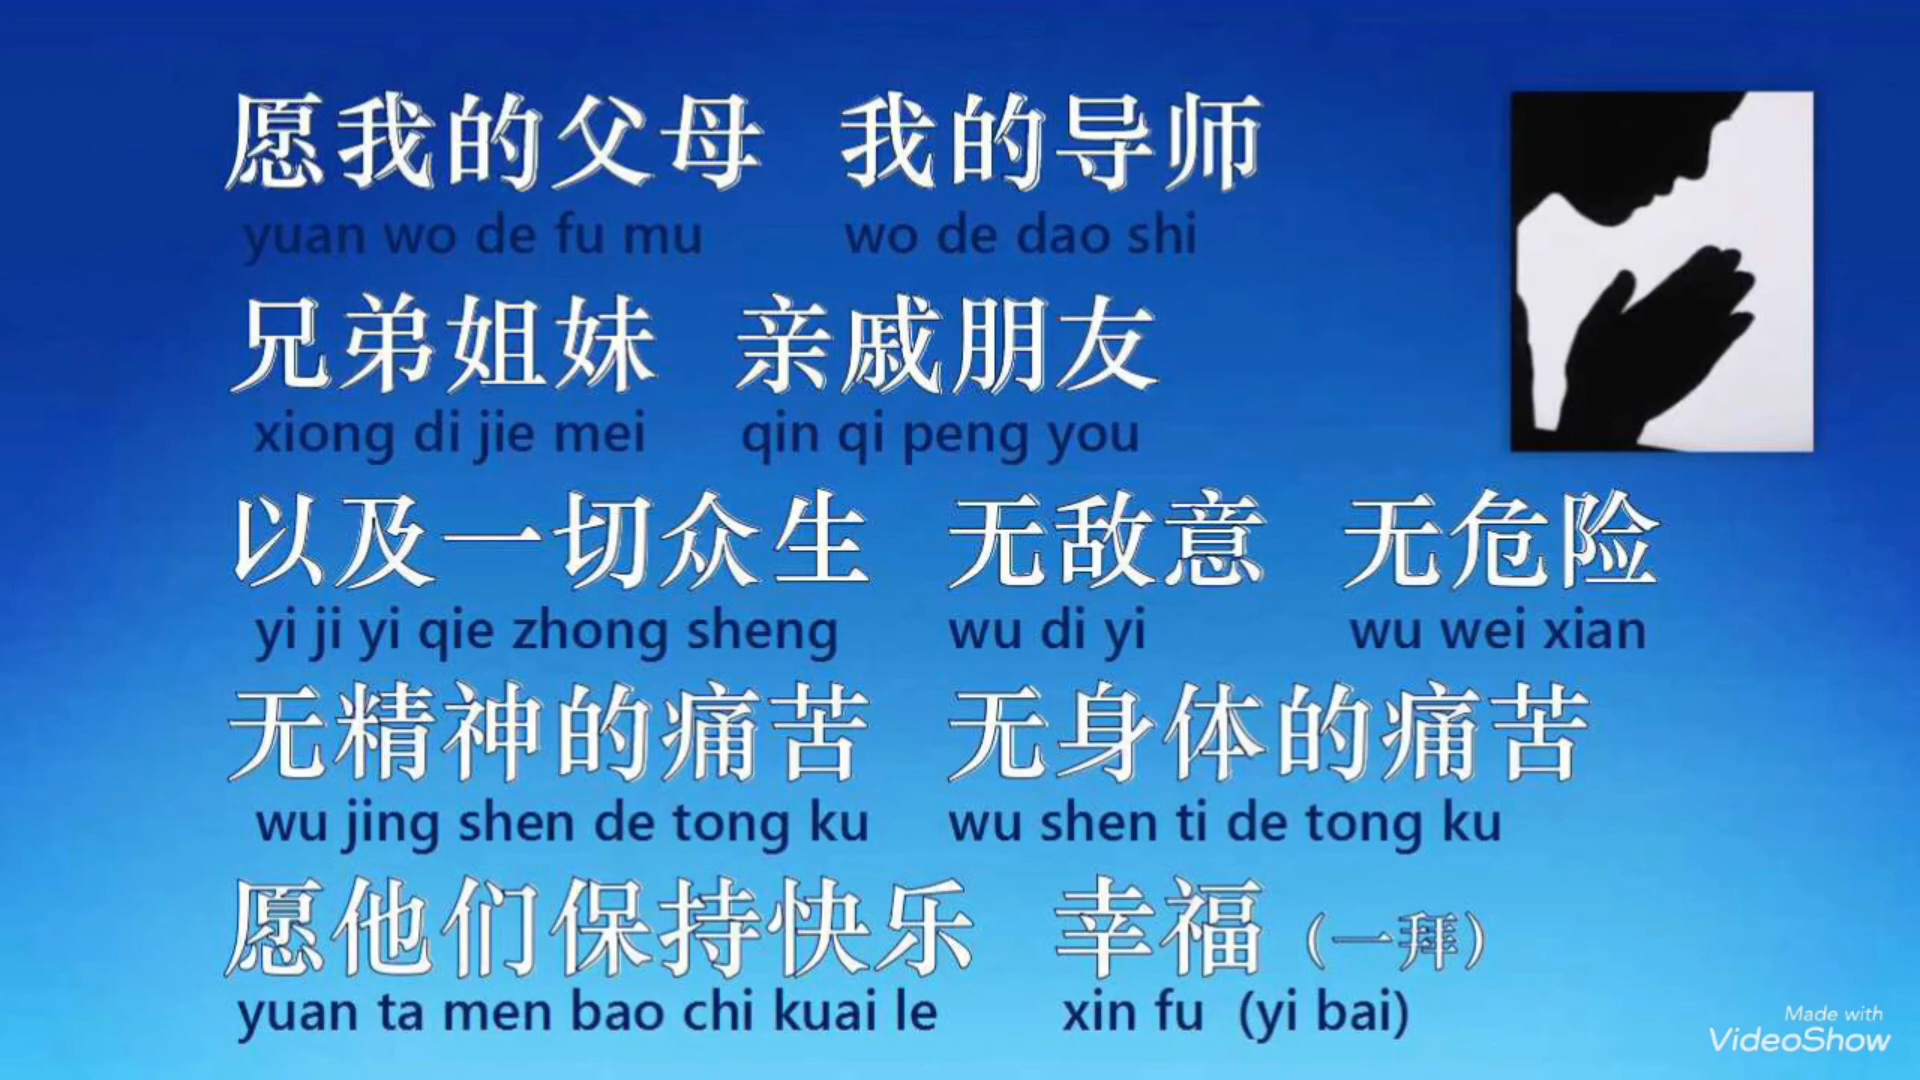 愿我的父母 我的导师
yuan wo de fu mu wo de dao shi
兄弟姐妹 亲戚朋友
xiong di jie mei qin qi peng you
以及一切众生 无敌意 无危险
yi ji yi qie zhong sheng wu di yi wu wei xian
无精神的痛苦 无身体的痛苦
wu jing shen de tong ku wu shen ti de tong ku
愿他们保持快乐 幸福 (一拜)
yuan ta men bao chi kuai le xin fu (yi bai)
Made with
VideoShow